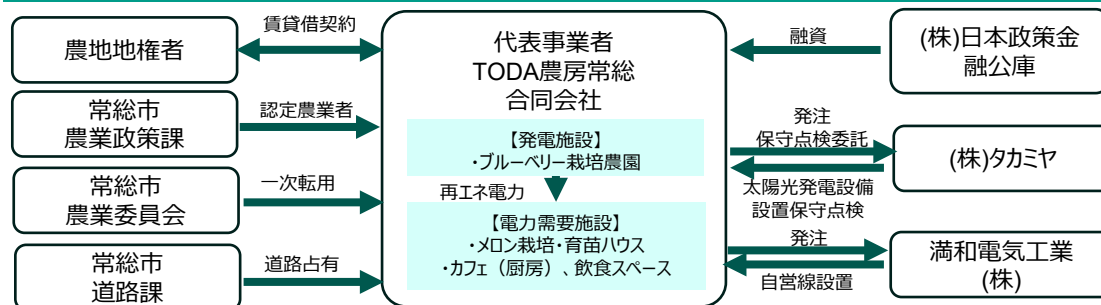 農地地権者
賃貸借契約
常総市
農業政策課
認定農業者
常総市
農業委員会
一次転用
常総市
道路課
道路占有
代表事業者
TODA農房常総
合同会社
【発電施設】
・ブルーベリー栽培農園
再エネ電力
【電力需要施設】
・メロン栽培・育苗ハウス
・カフェ（厨房）、飲食スペース
融資
(株)日本政策金
融公庫
発注
保守点検委託
太陽光発電設備
設置保守点検
(株)タカミヤ
発注
自営線設置
満和電気工業
(株)